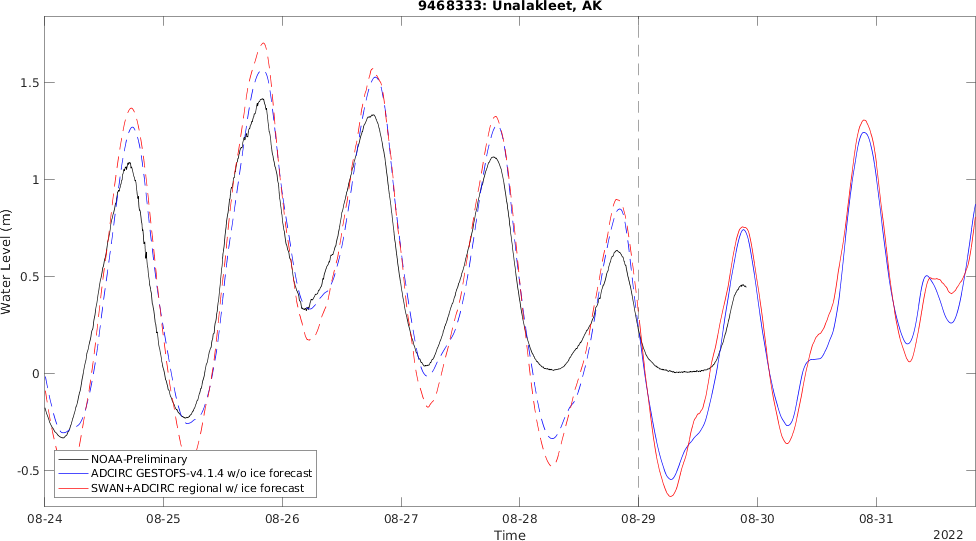 9468333: Unalakleet, AK
Water Level (m)
1.5
1
0.5
0
-0.5
NOAA-Preliminary
ADCIRC GESTOFS-v4.1.4 w/o ice forecast
SWAN+ADCIRC regional w/ ice forecast
08-24 08-25 08-26 08-27 08-28 08-29 08-30 08-31
Time
2022